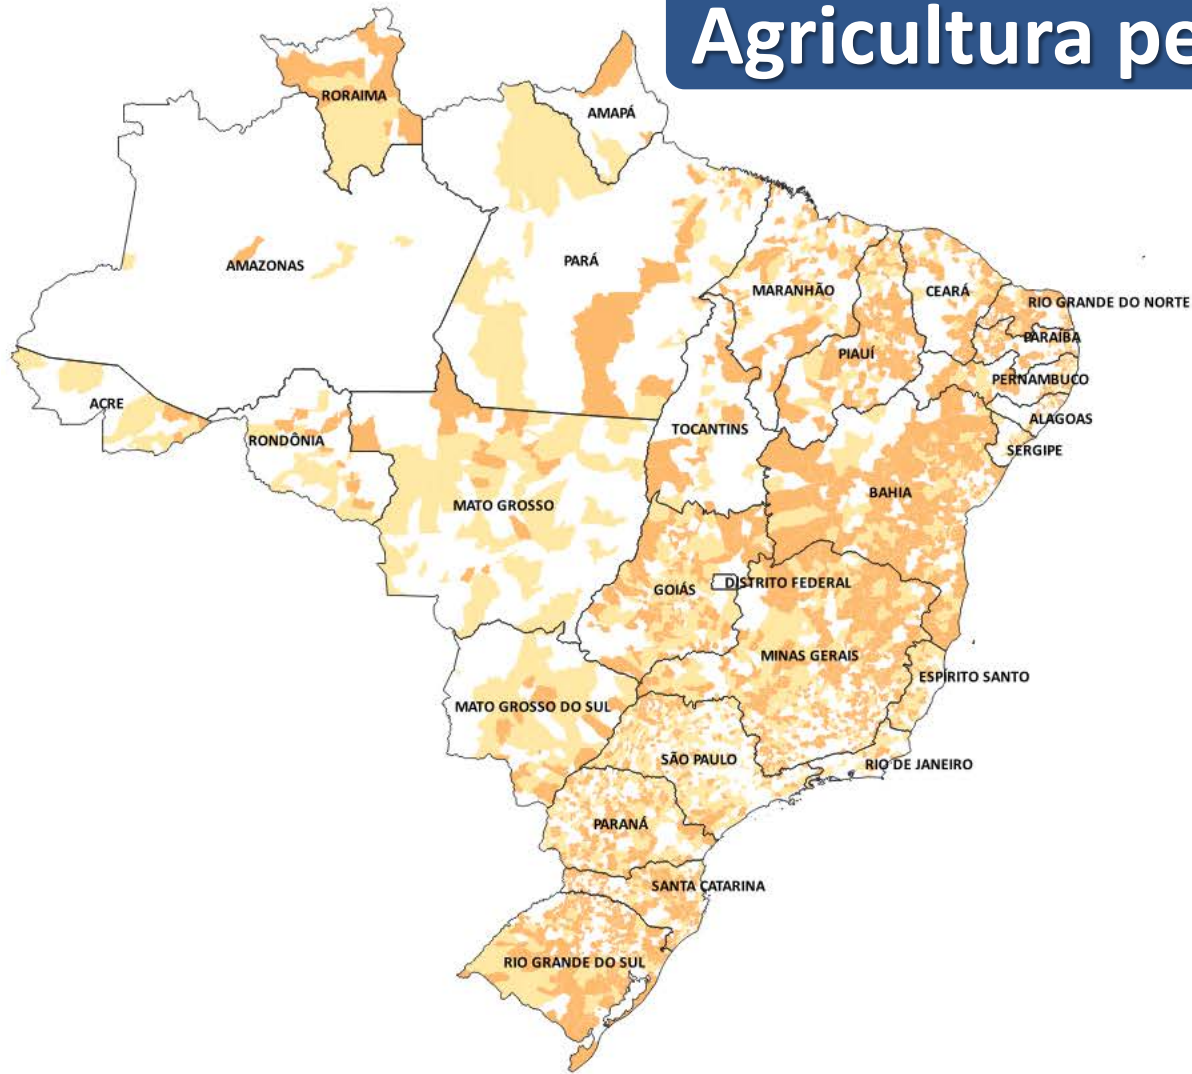 Agricultura pe
RORAIMA
AMAPÁ
AMAZONAS
PARÁ
MARANHÃO
CEARÁ
RIO GRANDE DO NORTE
PARAÍBA
PIAUÍ
PERNAMBUCO
ACRE
ALAGOAS
TOCANTINS
RONDÔNIA
SERGIPE
BAHIA
MATO GROSSO
DISTRITO FEDERAL
GOIÁS
MINAS GERAIS
ESPÍRITO SANTO
MATO GROSSO DO SUL
SÃO PAULO
RIO DE JANEIRO
PARANÁ
SANTA CATARINA
RIO GRANDE DO SUL